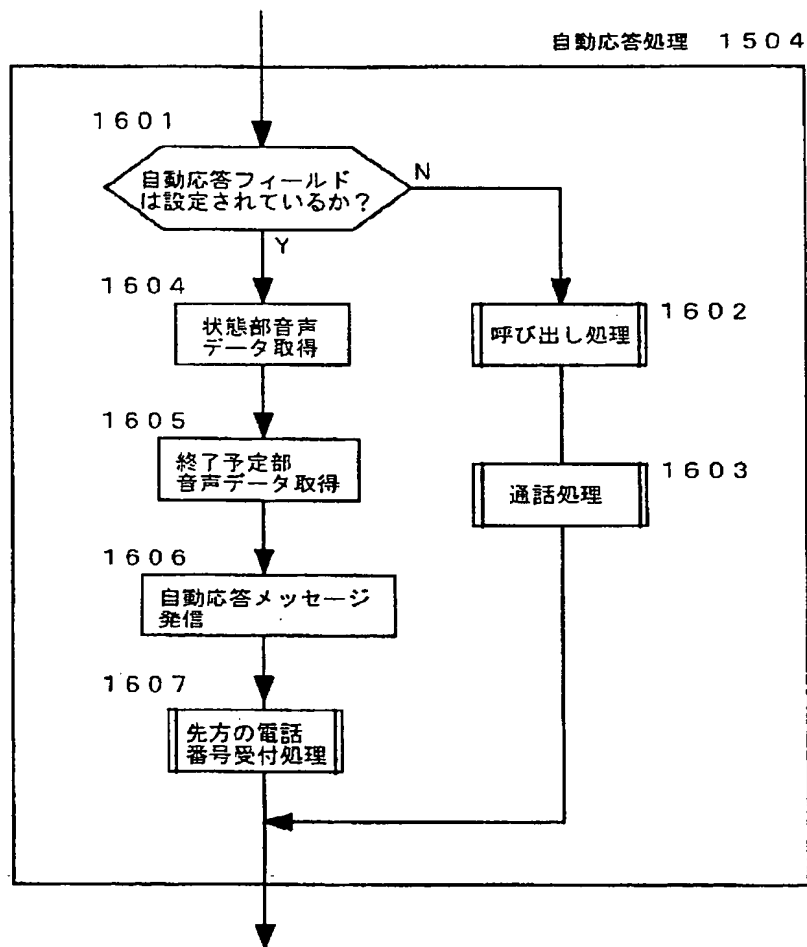 自動応答処理 1504
1601
自動応答フィールド
は設定されているか?
N
Y
1604
状態部音声
データ取得
1602
呼び出し処理
1605
終了予定部
音声データ取得
1603
通話処理
1606
自動応答メッセージ
発信
1607
先方の電話
番号受付処理